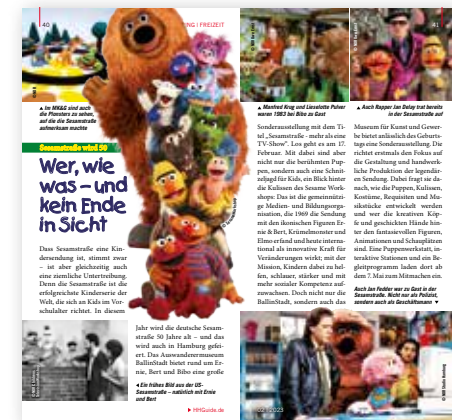 40
UNG | FREIZEIT
41
Im MK&G sind auch
die Monsters zu sehen,
auf die die Sesamstraße
aufmerksam machte
Manfred Krug und Lieselotte Pulver
waren 1983 bei Bibo zu Gast
Auch Rapper Jan Delay trat bereits
in der Sesamstraße auf
Sesamstraße wird 50
Wer, wie
was – und
kein Ende
in Sicht
Dass Sesamstraße eine Kin-
dersendung ist, stimmt zwar
– ist aber gleichzeitig auch
eine ziemliche Untertreibung.
Denn die Sesamstraße ist die
erfolgreichste Kinderserie der
Welt, die sich an Kids im Vor-
schulalter richtet. In diesem
Jahr wird die deutsche Sesam-
straße 50 Jahre alt – und das
wird auch in Hamburg gefei-
ert. Das Auswanderermuseum
BallinStadt bietet rund um Er-
nie, Bert und Bibo eine große
Ein frühes Bild aus der US-
Sesamstraße – natürlich mit Ernie
und Bert
Sonderausstellung mit dem Ti-
tel „Sesamstraße - mehr als eine
TV-Show“. Los geht es am 17.
Februar. Mit dabei sind aber
nicht nur die berühmten Pup-
pen, sondern auch eine Schnit-
zeljagd für Kids, ein Blick hinter
die Kulissen des Sesame Work-
shops: Das ist die gemeinnützi-
ge Medien- und Bildungsorga-
nisation, die 1969 die Sendung
mit den ikonischen Figuren Er-
nie & Bert, Krümelmonster und
Elmo erfand und heute interna-
tional als innovative Kraft für
Veränderungen wirkt; mit der
Mission, Kindern dabei zu hel-
fen, schlauer, stärker und mit
mehr sozialer Kompetenz auf-
zuwachsen. Doch nicht nur die
BallinStadt, sondern auch das
Museum für Kunst und Gewer-
be bietet anlässlich des Geburts-
tags eine Sonderausstellung. Die
richtet erstmals den Fokus auf
die Gestaltung und handwerk-
liche Produktion der legendär-
en Sendung. Dabei fragt sie da-
nach, wie die Puppen, Kulissen,
Kostüme, Requisiten und Mu-
sikstücke entwickelt werden
und wer die kreativen Köp-
fe und geschickten Hände hin-
ter den fantasievollen Figuren,
Animationen und Schauplätzen
sind. Eine Puppenwerkstatt, in-
teraktive Stationen und ein Be-
gleitprogramm laden dort ab
dem 7. Mai zum Mitmachen ein.
Auch Jan Fedder war zu Gast in der
Sesamstraße. Nicht nur als Polizist,
sondern auch als Geschäftsmann
HHGuide.de
02 | 2023